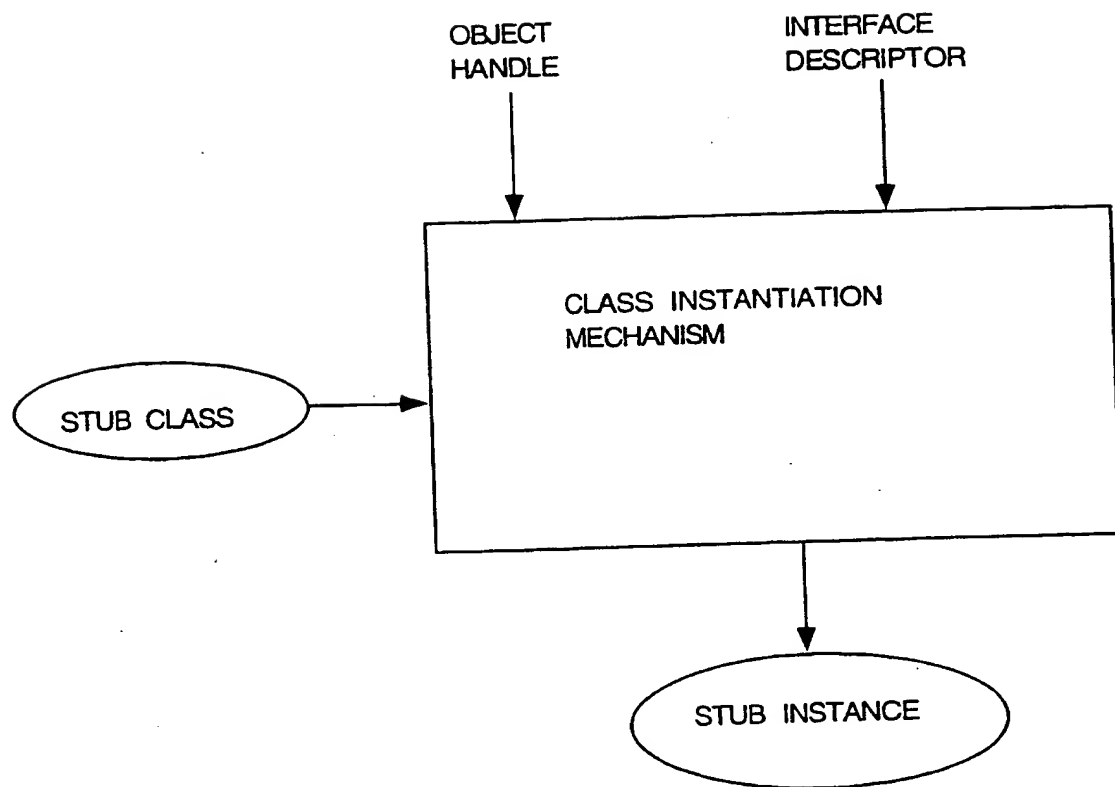 OBJECT
HANDLE
INTERFACE
DESCRIPTOR
CLASS INSTANTIATION
MECHANISM
STUB CLASS
STUB INSTANCE